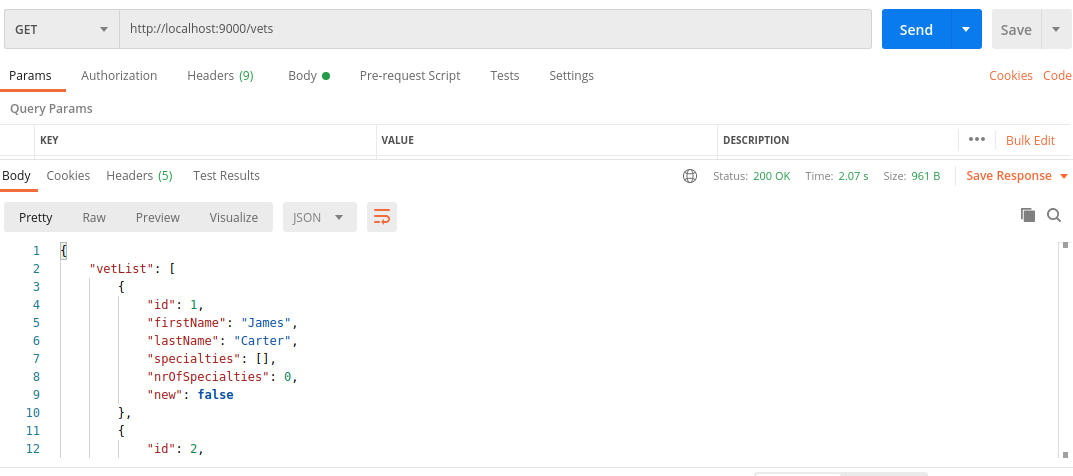 GET http://localhost:9000/vets Send Save
Params Authorization Headers (9) Body Pre-request Script Tests Settings Cookies Code
Query Params
KEY VALUE DESCRIPTION Bulk Edit
Body Cookies Headers (5) Test Results Status: 200 OK Time: 2.07 s Size: 961 B Save Response
Pretty Raw Preview Visualize JSON
1 {
2 "vetList": [
3 {
4 "id": 1,
5 "firstName": "James",
6 "lastName": "Carter",
7 "specialties": [],
8 "nrOfSpecialties": 0,
9 "new": false
10 },
11 {
12 "id": 2,